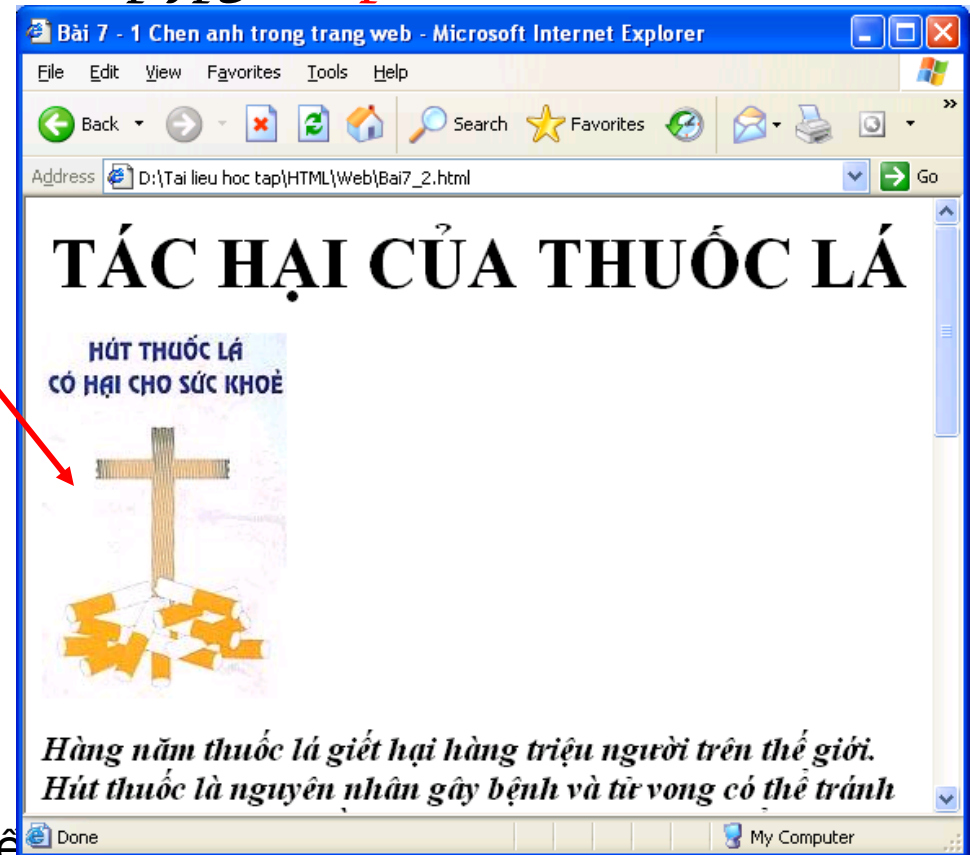 Bài 7 - 1 Chen anh trong trang web - Microsoft Internet Explorer
File Edit View Favorites Tools Help
Back Search Favorites
Address D:\Tai lieu hoc tap\HTML\Web\Bai7_2.html Go
TÁC HẠI CỦA THUỐC LÁ
HÚT THUỐC LÁ
CÓ HẠI CHO SỨC KHOẺ
Hàng năm thuốc lá giết hại hàng triệu người trên thế giới.
Hút thuốc là nguyên nhân gây bệnh và tử vong có thể tránh
Done My Computer